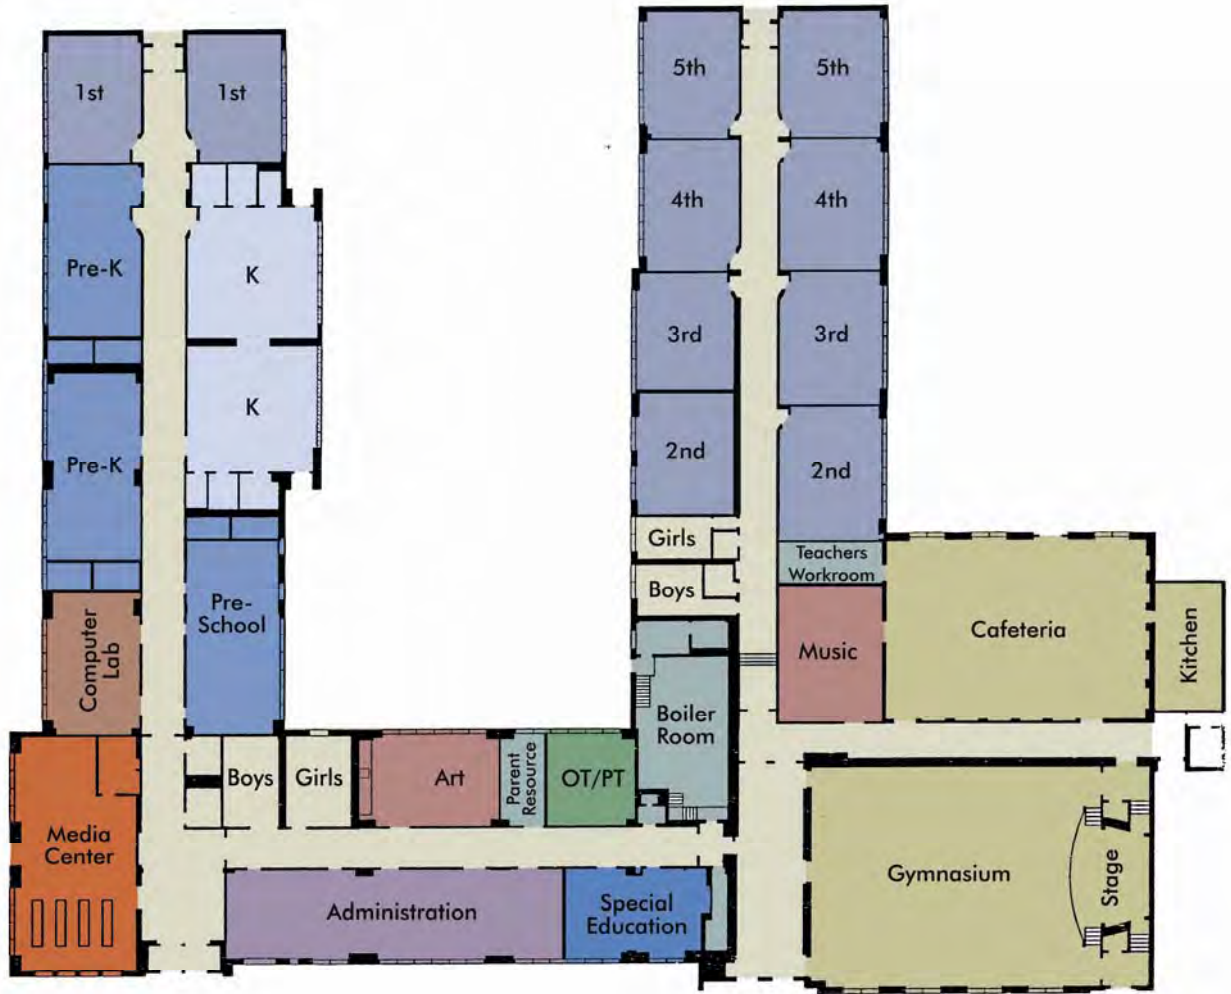 5th
5th
1st
1st
4th
4th
Pre-K
K
3rd
3rd
K
2nd
Pre-K
2nd
Girls
Teachers
Workroom
Boys
Pre-
School
Cafeteria
Kitchen
Computer
Lab
Music
Boiler
Room
Boys
Girls
Art
Parent
Resource
OT/PT
Media
Center
Gymnasium
Stage
Administration
Special
Education